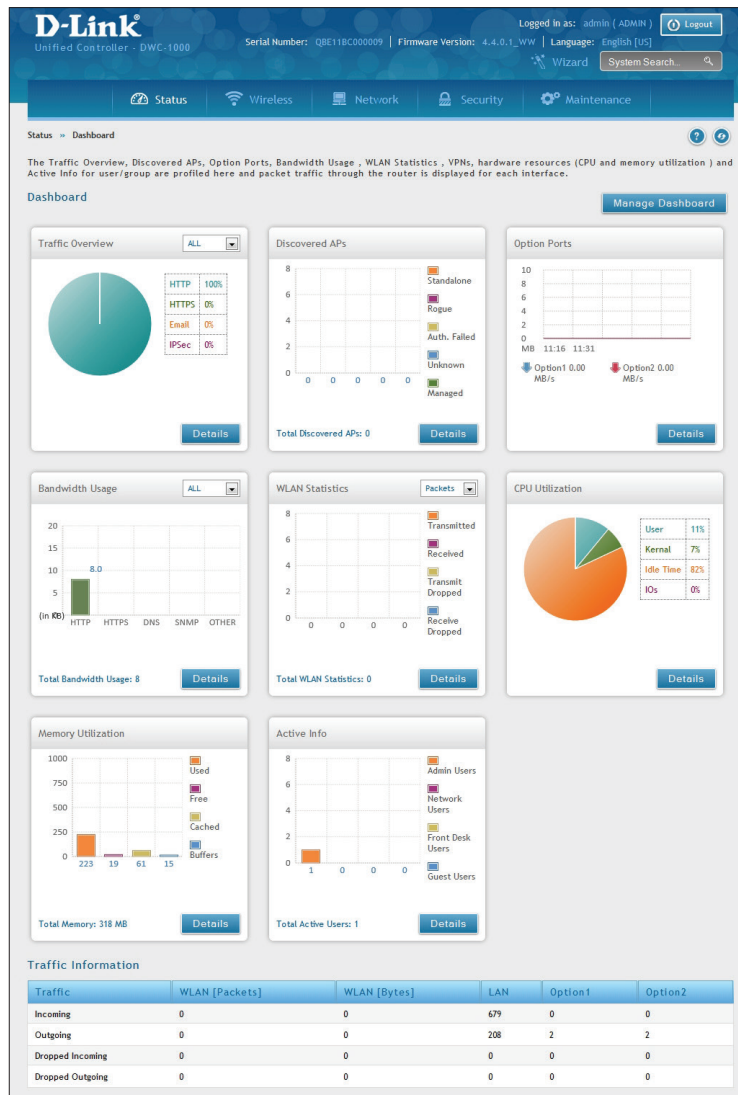 D-Link®
Unified Controller - DWC-1000
Logged in as: admin ( ADMIN )
Logout
Serial Number: QBE11BC000009 | Firmware Version: 4.4.0.1_WW | Language: English [US]
Wizard
System Search...
Status
Wireless
Network
Security
Maintenance
Status » Dashboard
The Traffic Overview, Discovered APs, Option Ports, Bandwidth Usage , WLAN Statistics , VPNs, hardware resources (CPU and memory utilization ) and
Active Info for user/group are profiled here and packet traffic through the router is displayed for each interface.
Dashboard
Manage Dashboard
Traffic Overview
ALL
HTTP 100%
HTTPS 0%
Email 0%
IPSec 0%
Details
Discovered APs
8
6
4
2
0
0 0 0 0 0
Standalone
Rogue
Auth. Failed
Unknown
Managed
Total Discovered APs: 0
Details
Option Ports
10
8
6
4
2
0
MB 11:16 11:31
Option1 0.00
MB/s
Option2 0.00
MB/s
Details
Bandwidth Usage
ALL
20
15
10
5
0
(in KB)
8.0
HTTP HTTPS DNS SNMP OTHER
Total Bandwidth Usage: 8
Details
WLAN Statistics
Packets
8
6
4
2
0
0 0 0 0
Transmitted
Received
Transmit
Dropped
Receive
Dropped
Total WLAN Statistics: 0
Details
CPU Utilization
User 11%
Kernal 7%
Idle Time 82%
IOs 0%
Details
Memory Utilization
1000
750
500
250
0
223 19 61 15
Used
Free
Cached
Buffers
Total Memory: 318 MB
Details
Active Info
8
6
4
2
0
1 0 0 0
Admin Users
Network
Users
Front Desk
Users
Guest Users
Total Active Users: 1
Details
Traffic Information
Traffic WLAN [Packets] WLAN [Bytes] LAN Option1 Option2
Incoming 0 0 679 0 0
Outgoing 0 0 208 2 2
Dropped Incoming 0 0 0 0 0
Dropped Outgoing 0 0 0 0 0